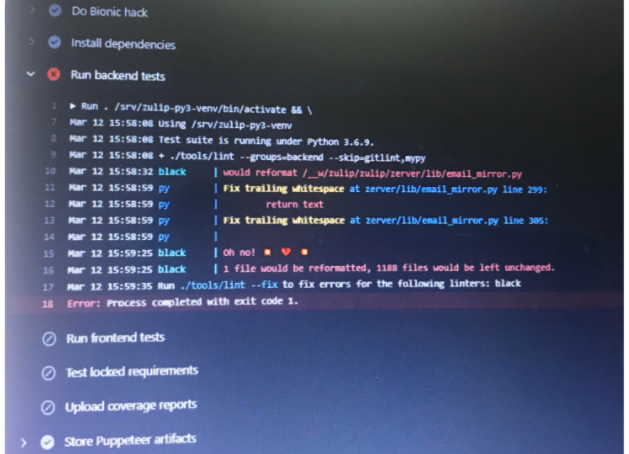 Do Bionic hack
Install dependencies
Run backend tests
1 ▶ Run . /srv/zulip-py3-venv/bin/activate && \
7 Mar 12 15:58:08 Using /srv/zulip-py3-venv
8 Mar 12 15:58:08 Test suite is running under Python 3.6.9.
9 Mar 12 15:58:08 + ./tools/lint --groups=backend --skip=gitlint,mypy
10 Mar 12 15:58:32 black | would reformat /__w/zulip/zulip/zerver/lib/email_mirror.py
11 Mar 12 15:58:59 py | Fix trailing whitespace at zerver/lib/email_mirror.py line 299:
12 Mar 12 15:58:59 py | return text
13 Mar 12 15:58:59 py | Fix trailing whitespace at zerver/lib/email_mirror.py line 305:
14 Mar 12 15:58:59 py |
15 Mar 12 15:59:25 black | Oh no! 💥 💔 💥
16 Mar 12 15:59:25 black | 1 file would be reformatted, 1188 files would be left unchanged.
17 Mar 12 15:59:35 Run ./tools/lint --fix to fix errors for the following linters: black
18 Error: Process completed with exit code 1.
Run frontend tests
Test locked requirements
Upload coverage reports
Store Puppeteer artifacts